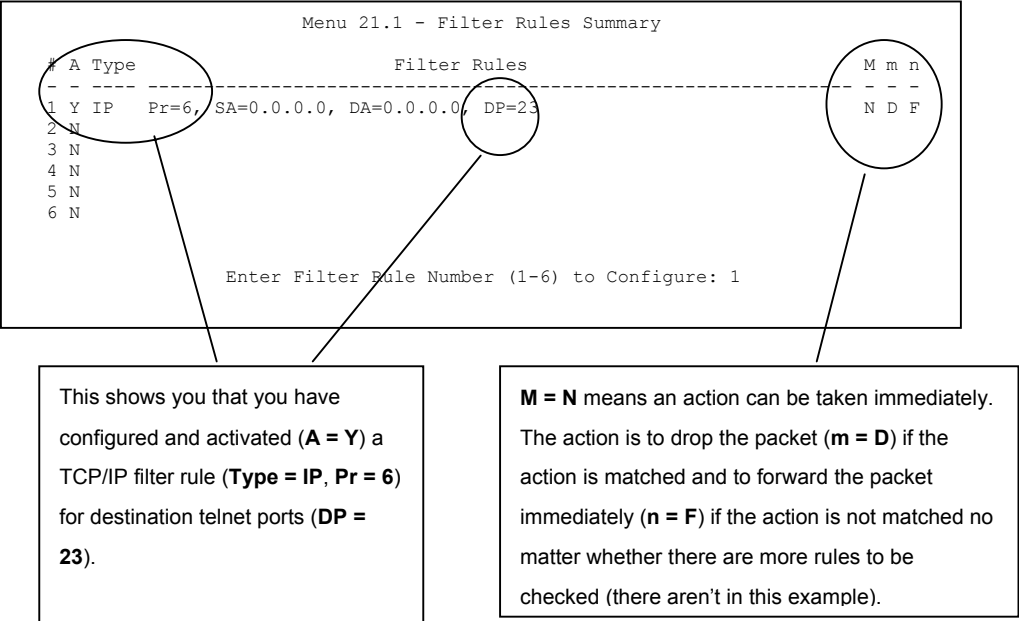 Menu 21.1 - Filter Rules Summary
# A Type Filter Rules M m n
- - ---- --------------------------------------------------------------- - - -
1 Y IP Pr=6, SA=0.0.0.0, DA=0.0.0.0, DP=23 N D F
2 N
3 N
4 N
5 N
6 N
Enter Filter Rule Number (1-6) to Configure: 1
This shows you that you have
configured and activated (A = Y) a
TCP/IP filter rule (Type = IP, Pr = 6)
for destination telnet ports (DP =
23).
M = N means an action can be taken immediately.
The action is to drop the packet (m = D) if the
action is matched and to forward the packet
immediately (n = F) if the action is not matched no
matter whether there are more rules to be
checked (there aren't in this example).